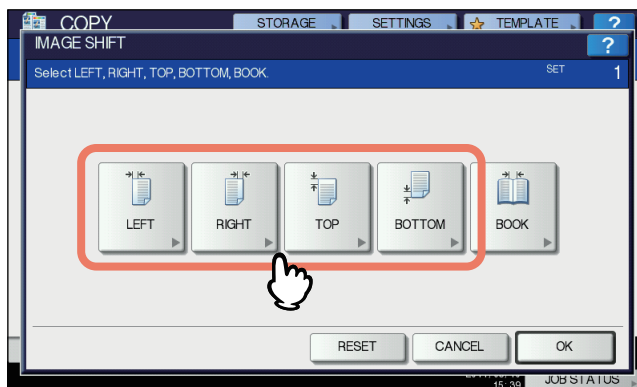 COPY STORAGE SETTINGS TEMPLATE ?
IMAGE SHIFT ?
Select LEFT, RIGHT, TOP, BOTTOM, BOOK. SET 1
LEFT RIGHT TOP BOTTOM BOOK
RESET CANCEL OK
15:39 JOB STATUS